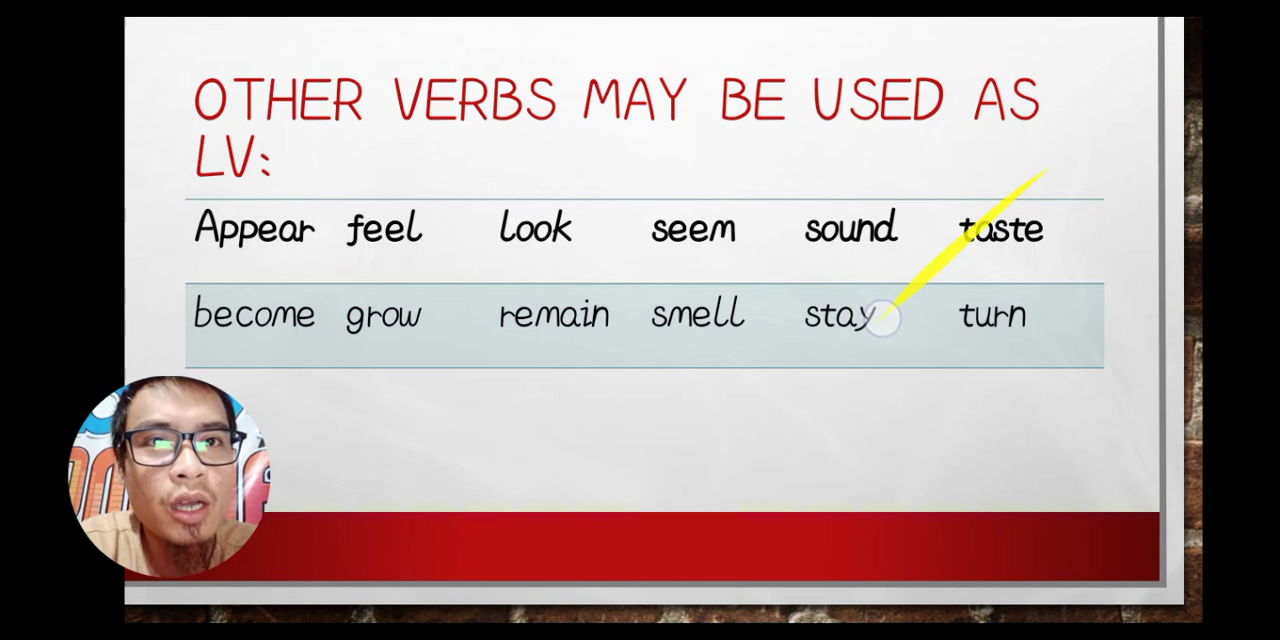 OTHER VERBS MAY BE USED AS
LV:
Appear feel look seem sound taste
become grow remain smell stay turn